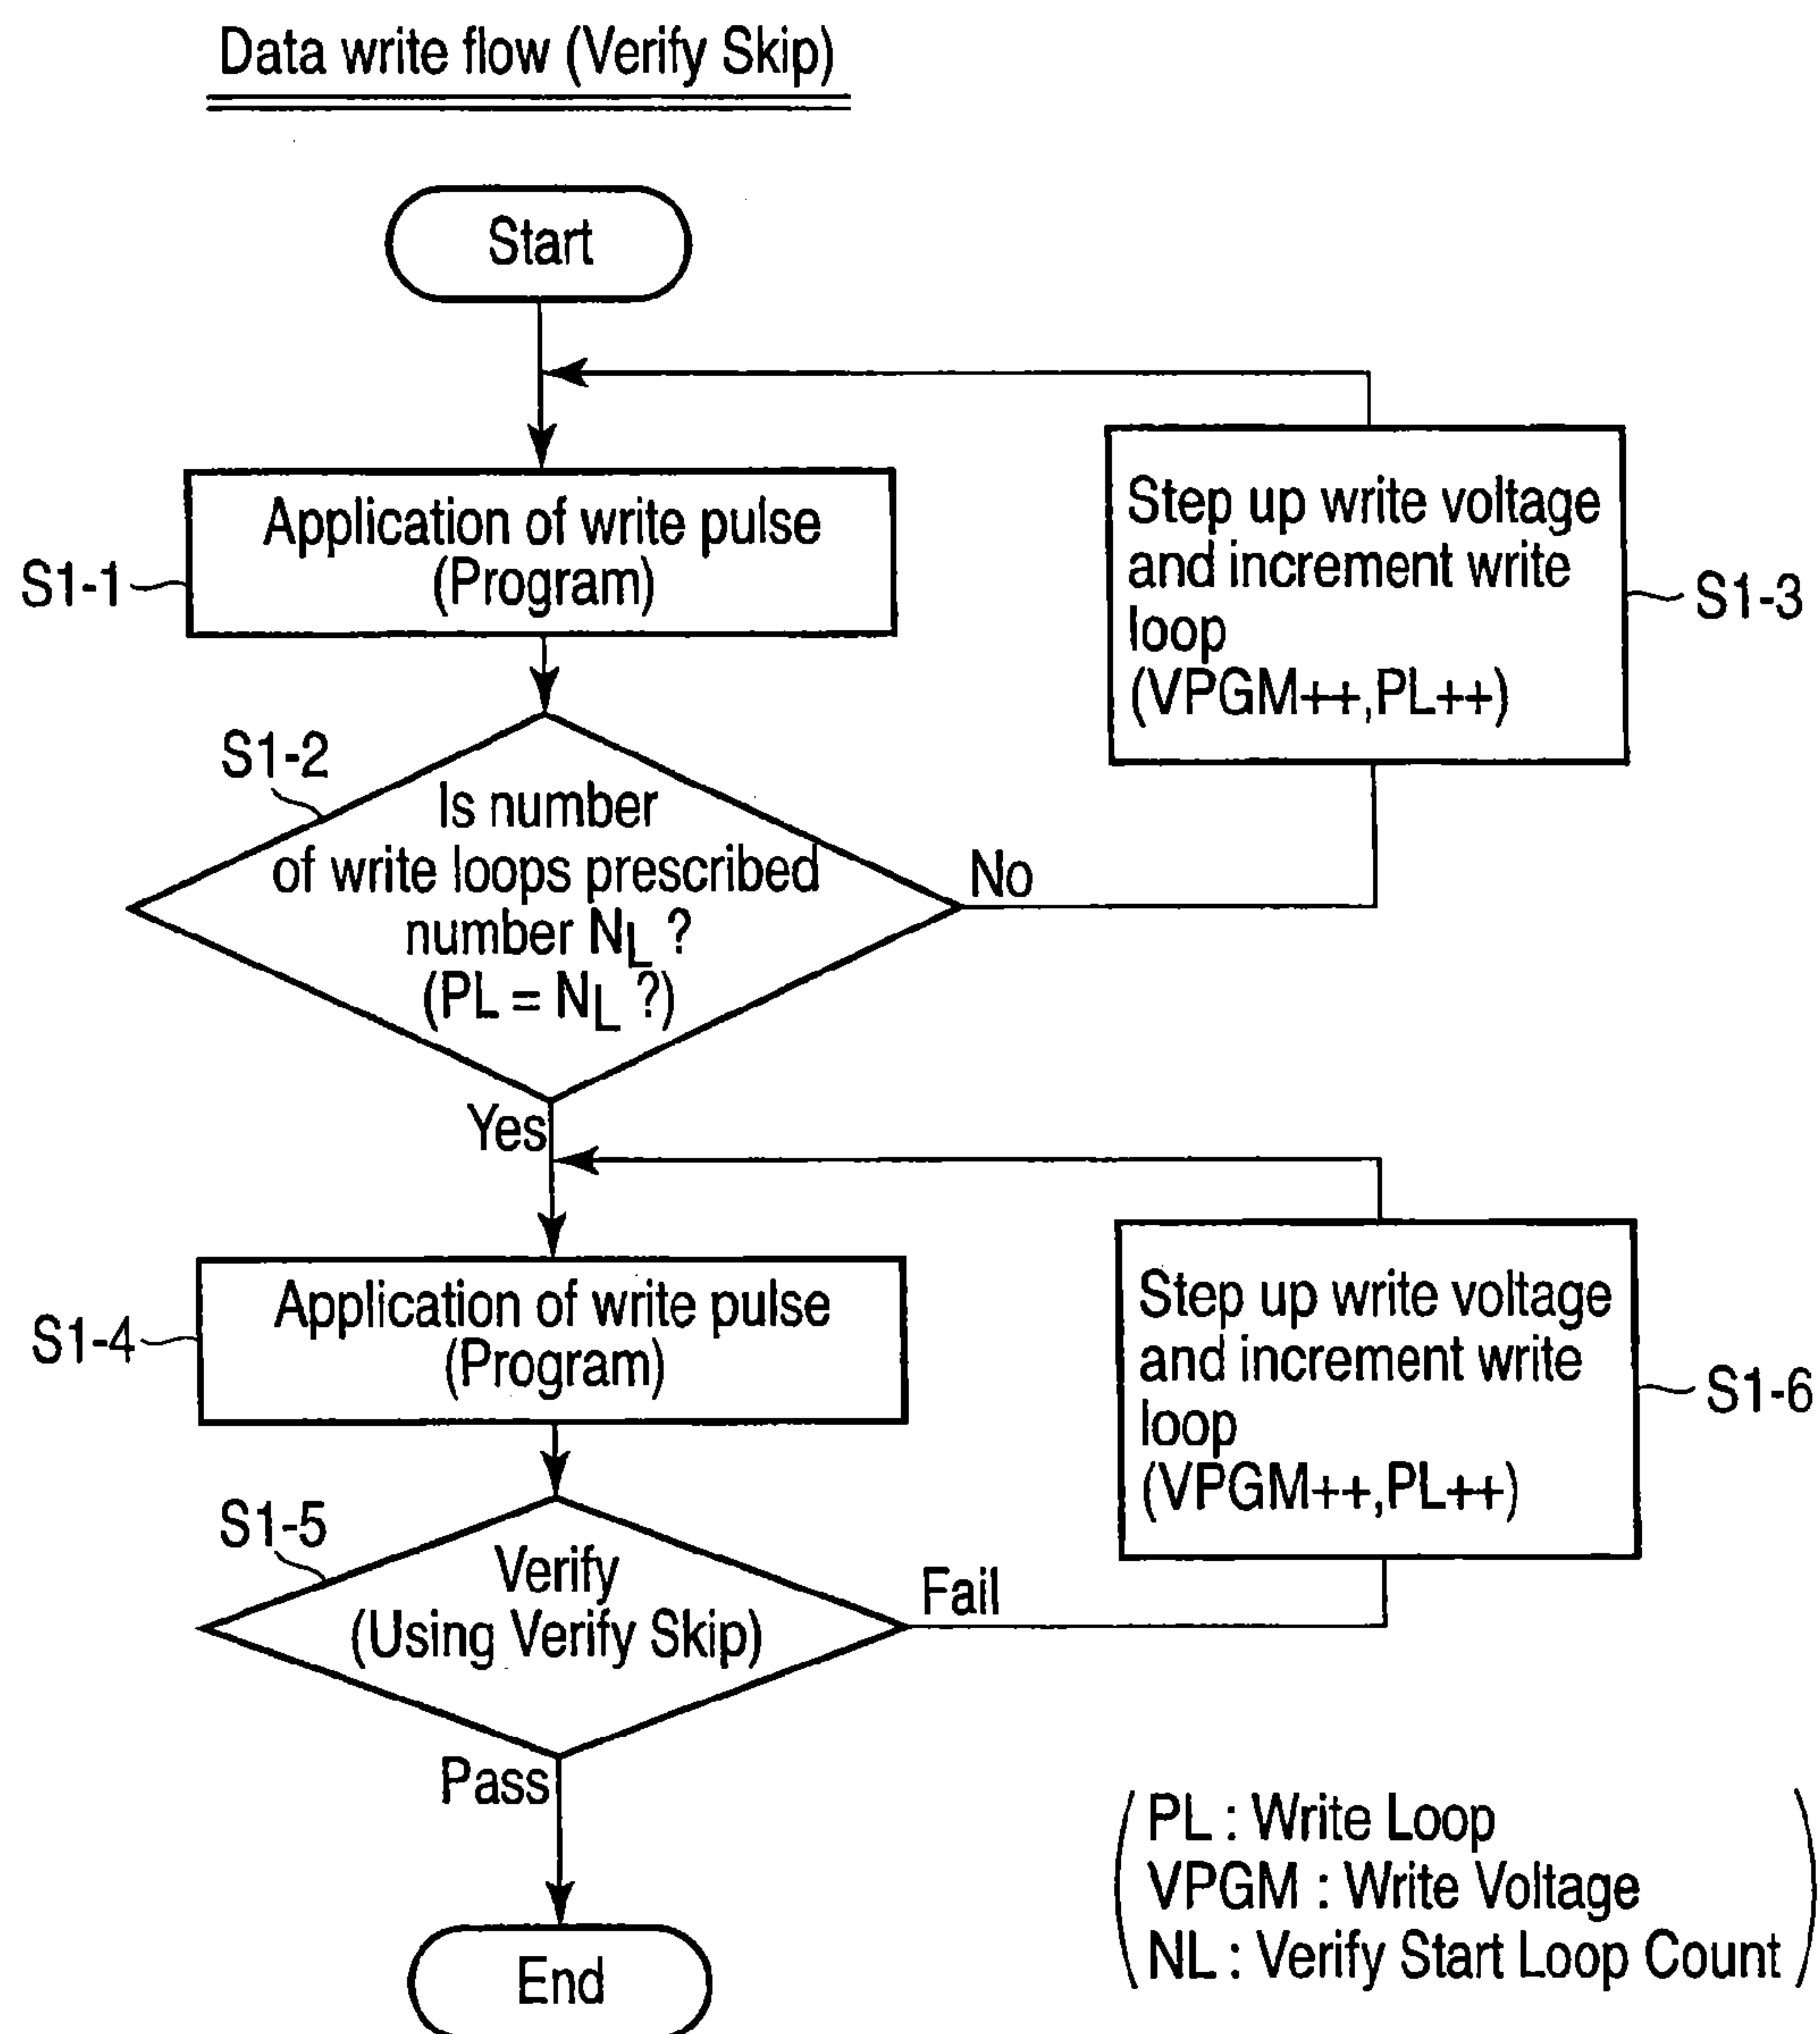 Data write flow (Verify Skip)
Start
Application of write pulse
(Program)
S1-1
Step up write voltage
and increment write
loop
(VPGM++,PL++)
S1-3
S1-2
Is number
of write loops prescribed
number NL ?
(PL = NL ?)
No
Yes
Application of write pulse
(Program)
S1-4
Step up write voltage
and increment write
loop
(VPGM++,PL++)
S1-6
S1-5
Verify
(Using Verify Skip)
Fail
Pass
End
PL : Write Loop
VPGM : Write Voltage
NL : Verify Start Loop Count